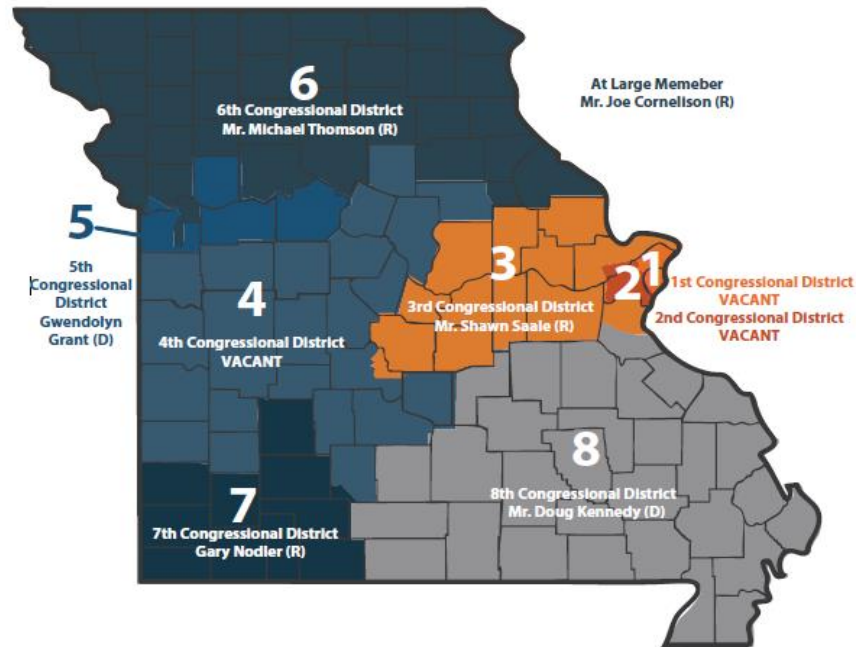 6
6th Congressional District
Mr. Michael Thomson (R)
At Large Memeber
Mr. Joe Cornelison (R)
5
5th
Congressional
District
Gwendolyn
Grant (D)
4
4th Congressional District
VACANT
3
3rd Congressional District
Mr. Shawn Saale (R)
2
1
1st Congressional District
VACANT
2nd Congressional District
VACANT
7
7th Congressional District
Gary Nodler (R)
8
8th Congressional District
Mr. Doug Kennedy (D)